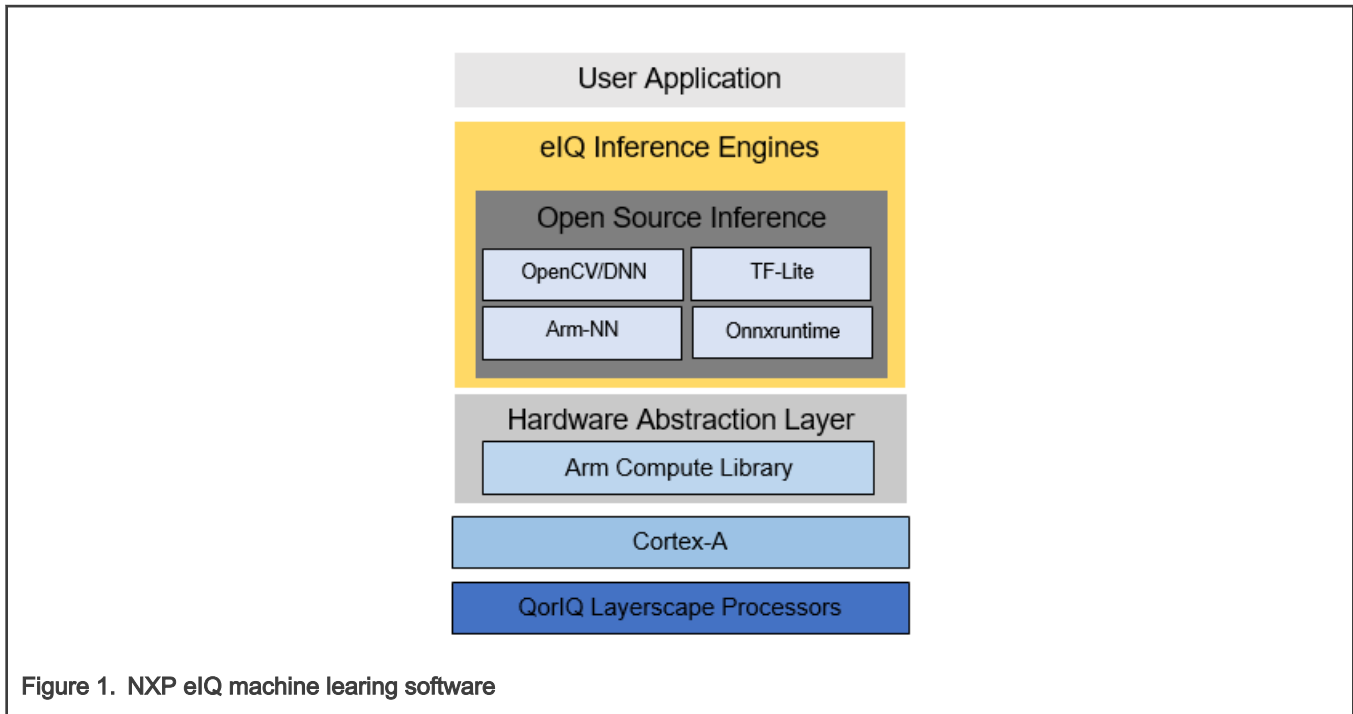 User Application
eIQ Inference Engines
Open Source Inference
OpenCV/DNN
TF-Lite
Arm-NN
Onnxruntime
Hardware Abstraction Layer
Arm Compute Library
Cortex-A
QorIQ Layerscape Processors
Figure 1. NXP eIQ machine learing software